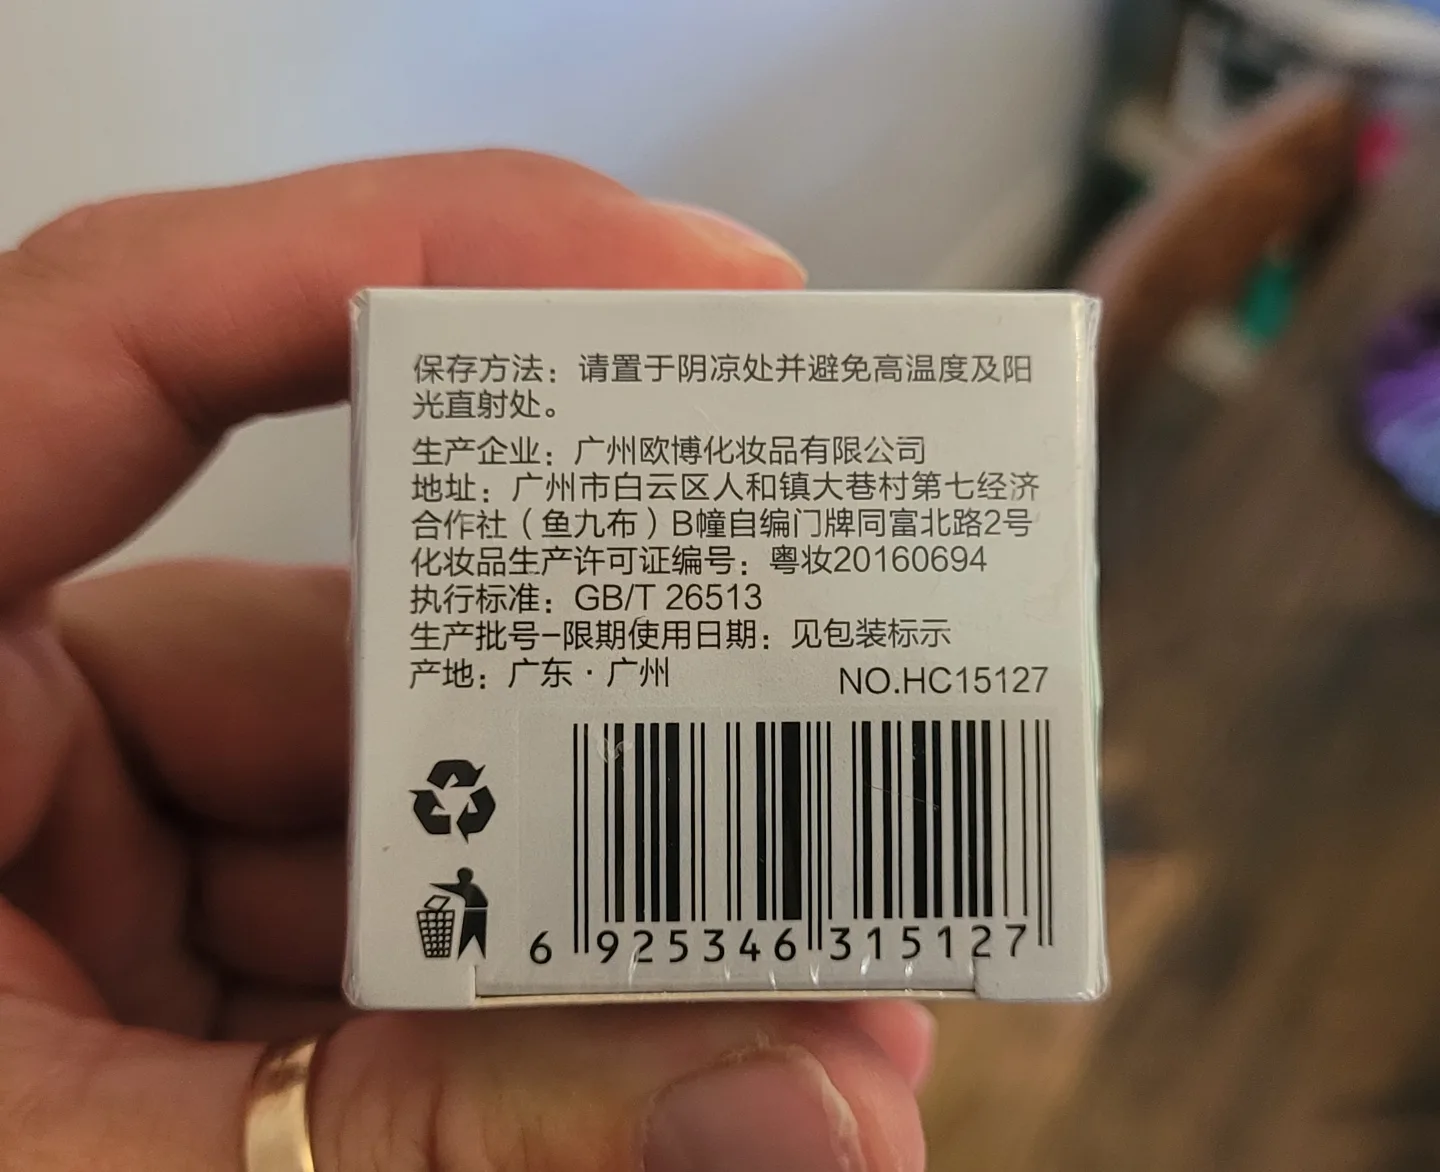 保存方法：请置于阴凉处并避免高温度及阳
光直射处。
生产企业：广州欧博化妆品有限公司
地址：广州市白云区人和镇大巷村第七经济
合作社（鱼九布）B幢自编门牌同富北路2号
化妆品生产许可证编号：粤妆20160694
执行标准：GB/T 26513
生产批号–限期使用日期：见包装标示
产地：广东·广州
NO.HC15127
6 925346 315127